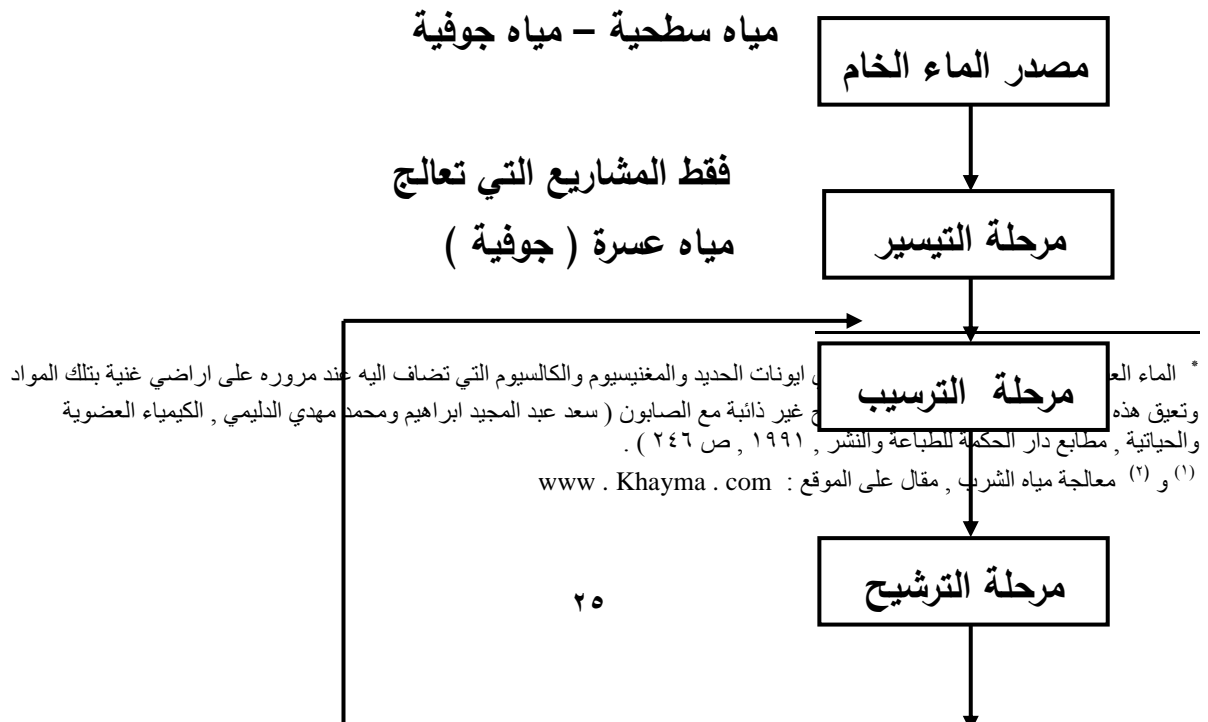 مياه سطحية – مياه جوفية
مصدر الماء الخام
فقط المشاريع التي تعالج
مياه عسرة ( جوفية )
مرحلة التيسير
مرحلة الترسيب
* الماء ايونات الحديد والمغنيسيوم والكالسيوم التي تضاف اليه عند مروره على اراضي غنية بتلك المواد
وتعيق هذه غير ذائبة مع الصابون ( سعد عبد المجيد ابراهيم ومحمد مهدي الدليمي , الكيمياء العضوية
والحياتية , مطابع دار الحكمة للطباعة والنشر , ١٩٩١ , ص ٢٤٦ ) .
(١) و (٢) معالجة مياه الشرب , مقال على الموقع : www . Khayma . com
مرحلة الترشيح
٢٥